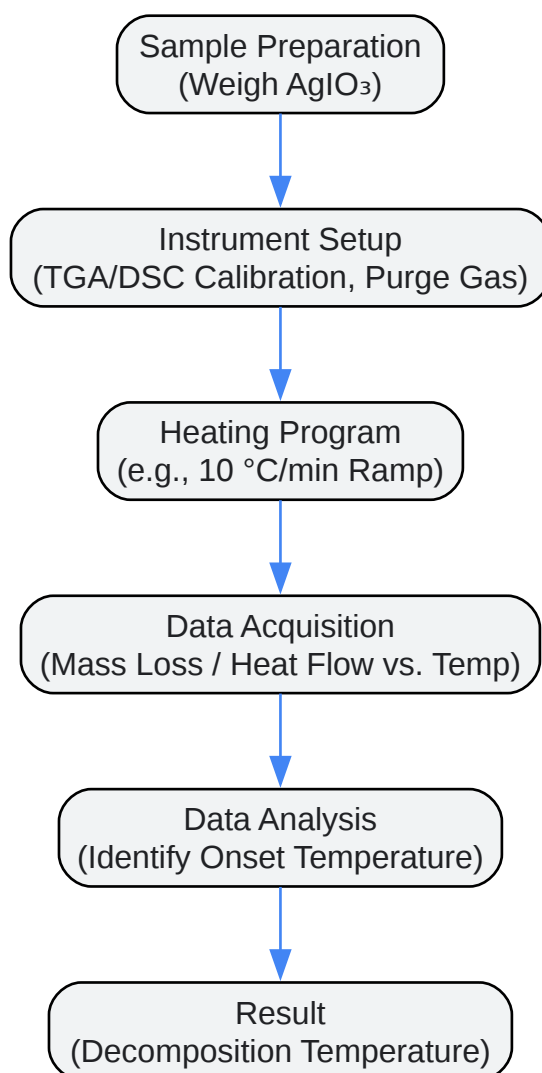 Sample Preparation
(Weigh AgIO₃)
Instrument Setup
(TGA/DSC Calibration, Purge Gas)
Heating Program
(e.g., 10 °C/min Ramp)
Data Acquisition
(Mass Loss / Heat Flow vs. Temp)
Data Analysis
(Identify Onset Temperature)
Result
(Decomposition Temperature)